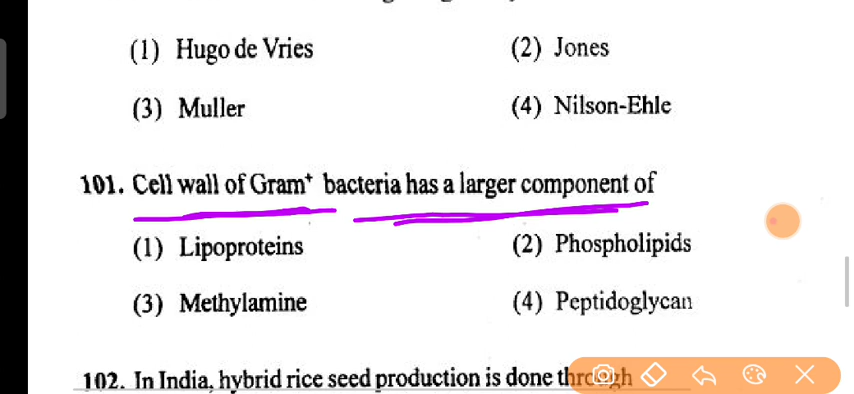 (1) Hugo de Vries (2) Jones
(3) Muller (4) Nilson-Ehle
101. Cell wall of Gram⁺ bacteria has a larger component of
(1) Lipoproteins (2) Phospholipids
(3) Methylamine (4) Peptidoglycan
102. In India, hybrid rice seed production is done through